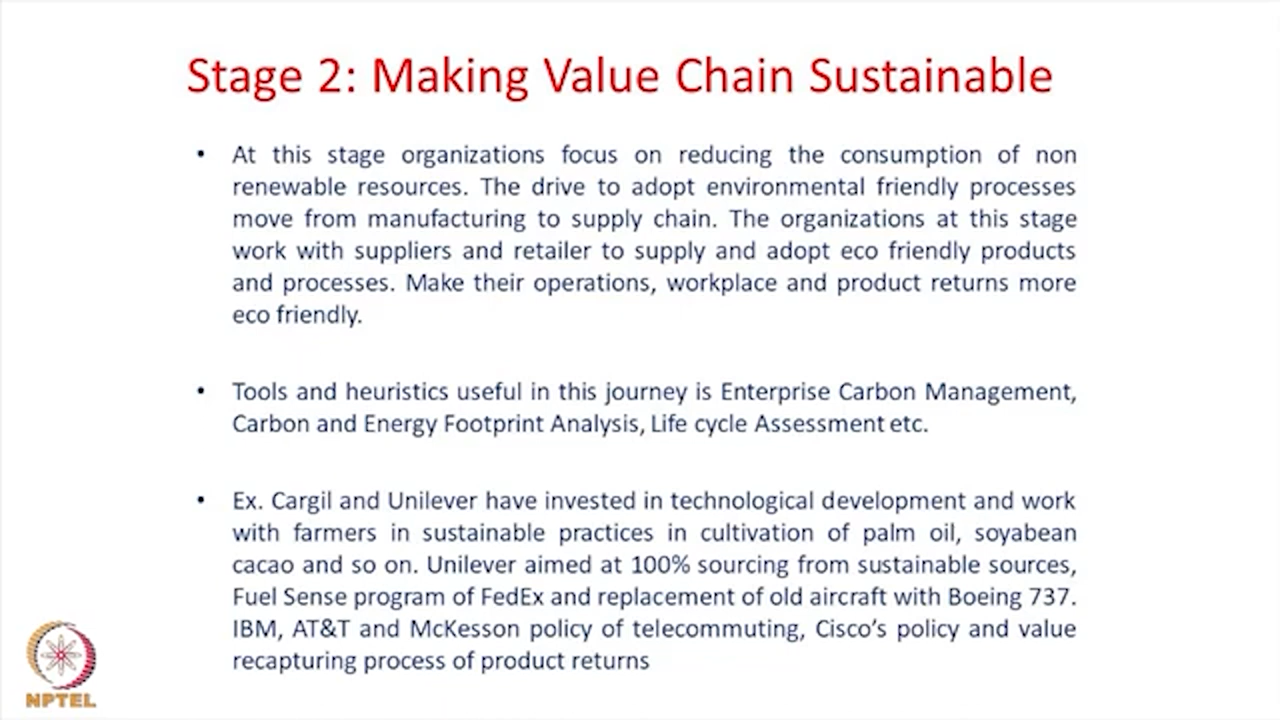 Stage 2: Making Value Chain Sustainable
• At this stage organizations focus on reducing the consumption of non
renewable resources. The drive to adopt environmental friendly processes
move from manufacturing to supply chain. The organizations at this stage
work with suppliers and retailer to supply and adopt eco friendly products
and processes. Make their operations, workplace and product returns more
eco friendly.
• Tools and heuristics useful in this journey is Enterprise Carbon Management,
Carbon and Energy Footprint Analysis, Life cycle Assessment etc.
• Ex. Cargil and Unilever have invested in technological development and work
with farmers in sustainable practices in cultivation of palm oil, soyabean
cacao and so on. Unilever aimed at 100% sourcing from sustainable sources,
Fuel Sense program of FedEx and replacement of old aircraft with Boeing 737.
IBM, AT&T and McKesson policy of telecommuting, Cisco's policy and value
recapturing process of product returns
NPTEL